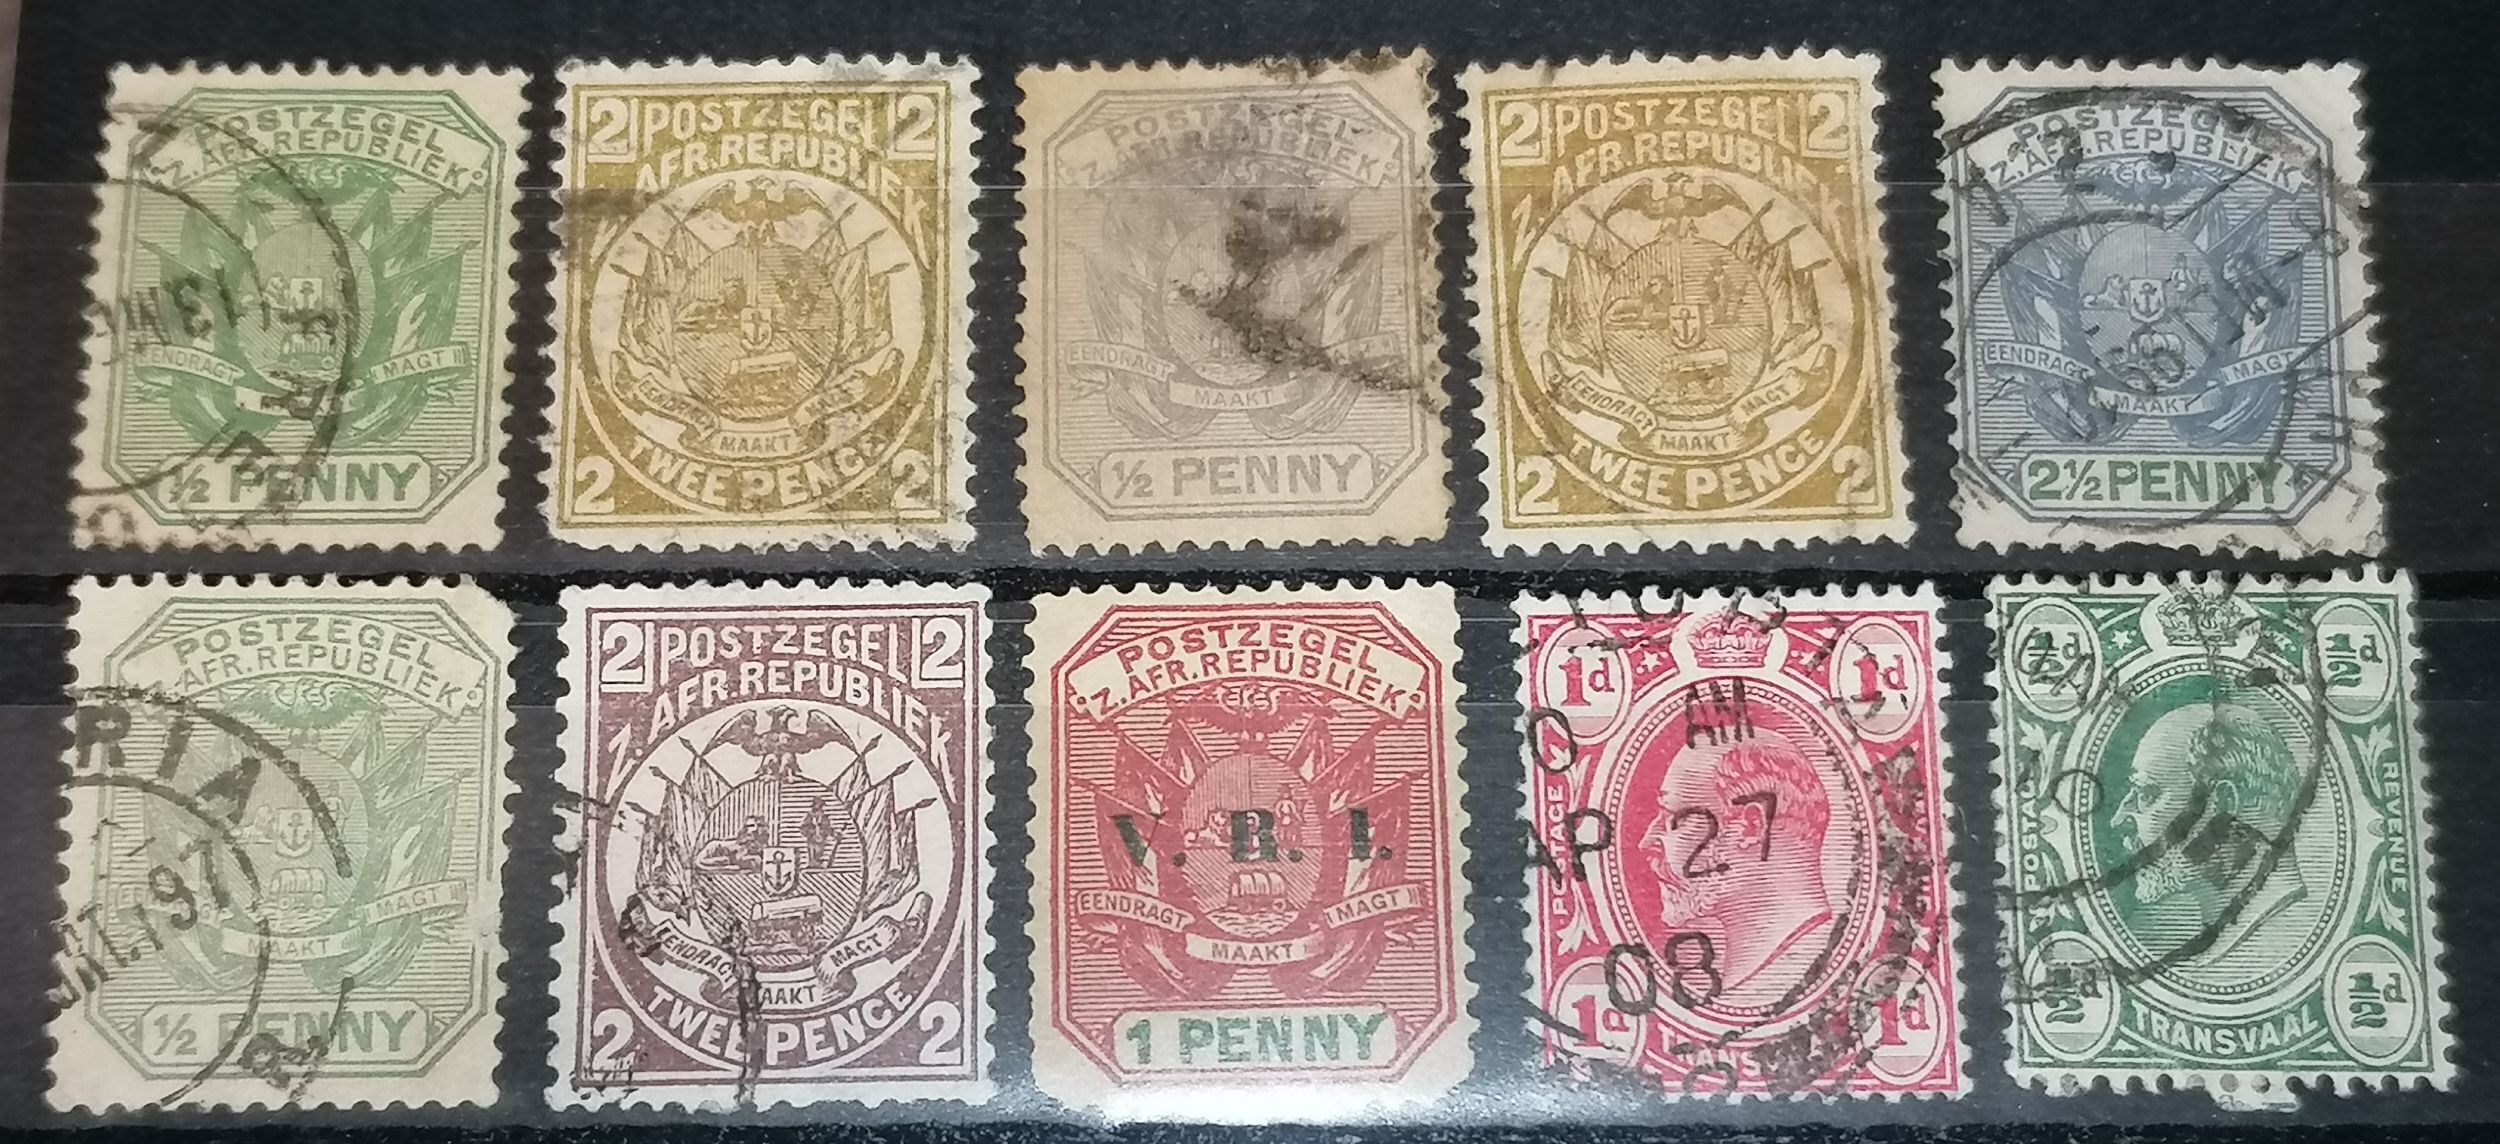 POSTZEGEL
Z. AFR. REPUBLIEK
13
EENDRAGT MAGT
½ PENNY
2 POSTZEGEL 2
Z. AFR. REPUBLIEK
EENDRAGT MAAKT MAGT
TWEE PENCE
2 2
POSTZEGEL
Z. AFR. REPUBLIEK
EENDRAGT
MAAKT
½ PENNY
2 POSTZEGEL 2
Z. AFR. REPUBLIEK
EENDRAGT MAAKT MAGT
TWEE PENCE
2 2
POSTZEGEL
Z. AFR. REPUBLIEK
EENDRAGT MAGT
MAAKT
2½ PENNY
POSTZEGEL
Z. AFR. REPUBLIEK
RIA
97
MAGT
MAAKT
½ PENNY
2 POSTZEGEL 2
Z. AFR. REPUBLIEK
EENDRAGT MAAKT MAGT
TWEE PENCE
2 2
POSTZEGEL
Z. AFR. REPUBLIEK
V. R. I.
EENDRAGT MAGT
MAAKT
1 PENNY
1d 1d
AM
AP 27
08
POSTAGE
1d 1d
½d ½d
POSTAGE REVENUE
½d ½d
TRANSVAAL